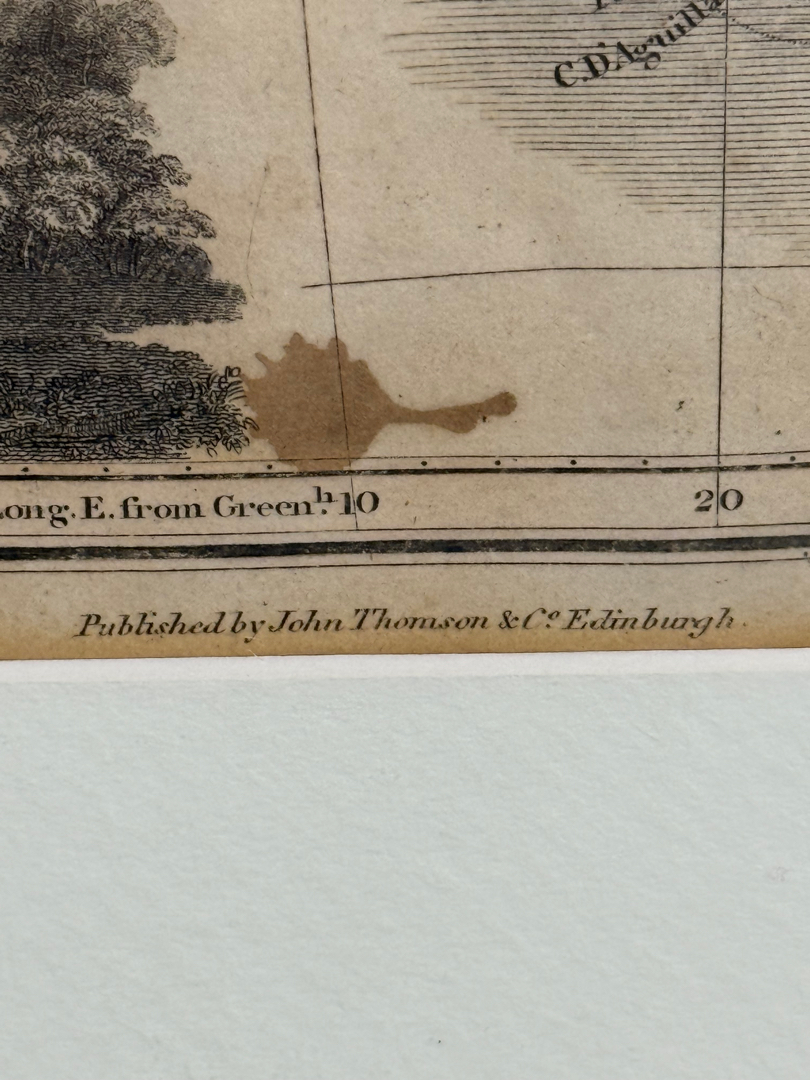 C.D'Aguilla
Long. E. from Greenh. 10
20
Published by John Thomson & Co. Edinburgh.